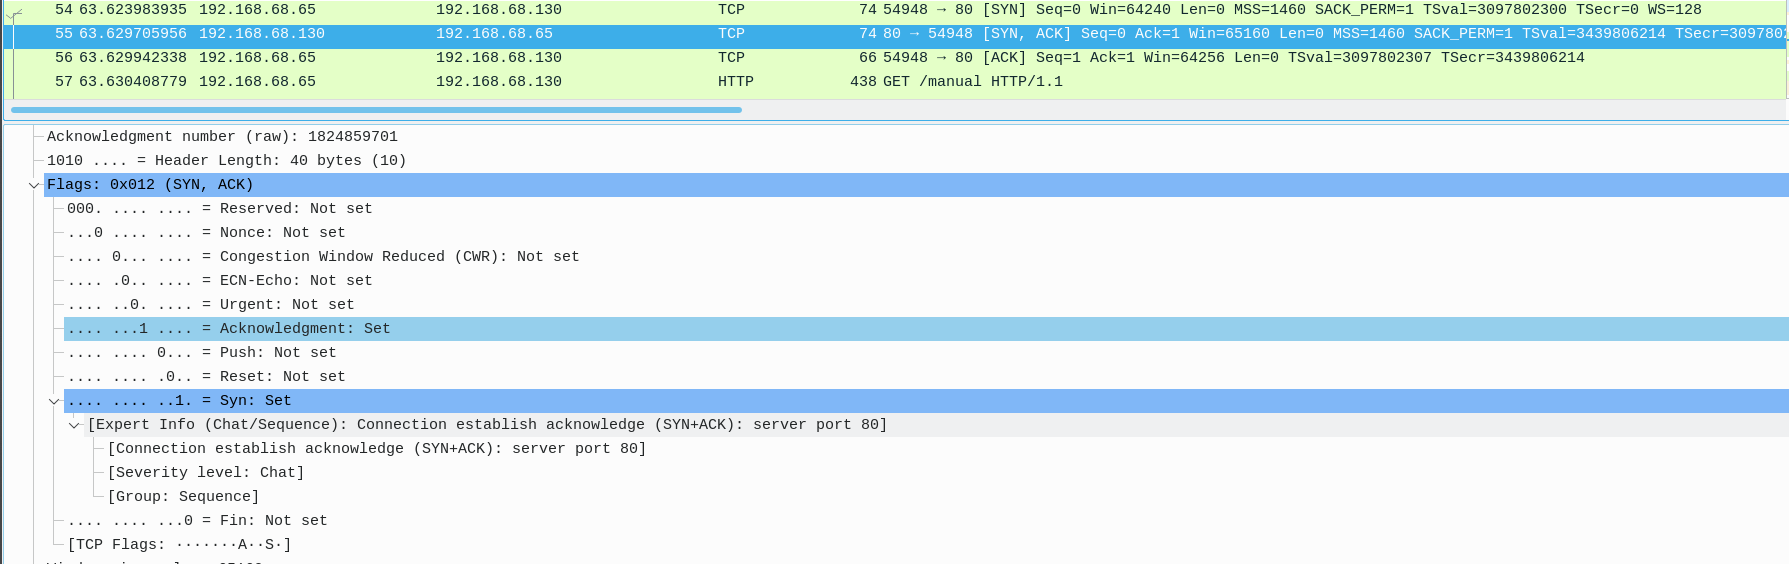 54 63.623983935 192.168.68.65 192.168.68.130 TCP 74 54948 → 80 [SYN] Seq=0 Win=64240 Len=0 MSS=1460 SACK_PERM=1 TSval=3097802300 TSecr=0 WS=128
55 63.629705956 192.168.68.130 192.168.68.65 TCP 74 80 → 54948 [SYN, ACK] Seq=0 Ack=1 Win=65160 Len=0 MSS=1460 SACK_PERM=1 TSval=3439806214 TSecr=309780
56 63.629942338 192.168.68.65 192.168.68.130 TCP 66 54948 → 80 [ACK] Seq=1 Ack=1 Win=64256 Len=0 TSval=3097802307 TSecr=3439806214
57 63.630408779 192.168.68.65 192.168.68.130 HTTP 438 GET /manual HTTP/1.1
Acknowledgment number (raw): 1824859701
1010 .... = Header Length: 40 bytes (10)
Flags: 0x012 (SYN, ACK)
000. .... .... = Reserved: Not set
...0 .... .... = Nonce: Not set
.... 0... .... = Congestion Window Reduced (CWR): Not set
.... .0.. .... = ECN-Echo: Not set
.... ..0. .... = Urgent: Not set
.... ...1 .... = Acknowledgment: Set
.... .... 0... = Push: Not set
.... .... .0.. = Reset: Not set
.... .... ..1. = Syn: Set
[Expert Info (Chat/Sequence): Connection establish acknowledge (SYN+ACK): server port 80]
[Connection establish acknowledge (SYN+ACK): server port 80]
[Severity level: Chat]
[Group: Sequence]
.... .... ...0 = Fin: Not set
[TCP Flags: ·······A··S·]